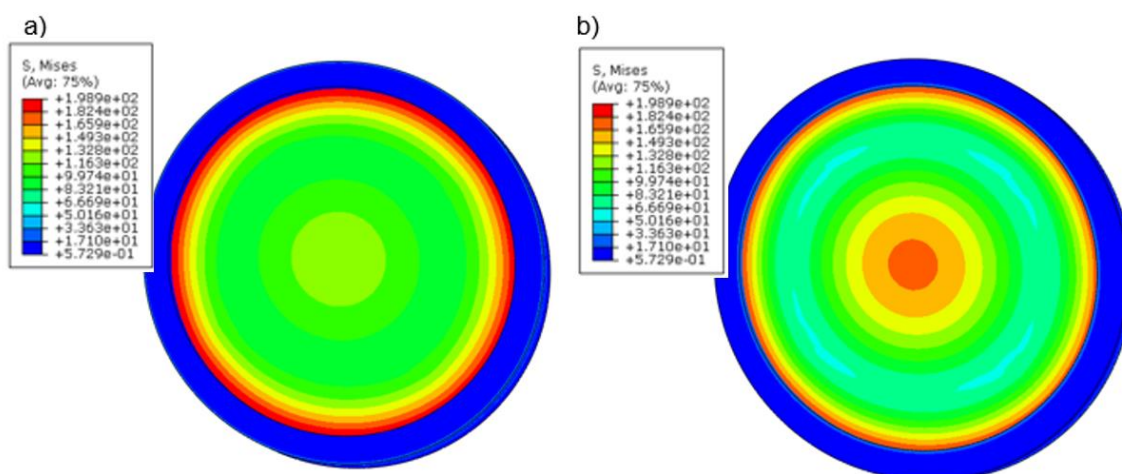 a)
S, Mises
(Avg: 75%)
+1.989e+02
+1.824e+02
+1.659e+02
+1.493e+02
+1.328e+02
+1.163e+02
+9.974e+01
+8.321e+01
+6.669e+01
+5.016e+01
+3.363e+01
+1.710e+01
+5.729e-01
b)
S, Mises
(Avg: 75%)
+1.989e+02
+1.824e+02
+1.659e+02
+1.493e+02
+1.328e+02
+1.163e+02
+9.974e+01
+8.321e+01
+6.669e+01
+5.016e+01
+3.363e+01
+1.710e+01
+5.729e-01